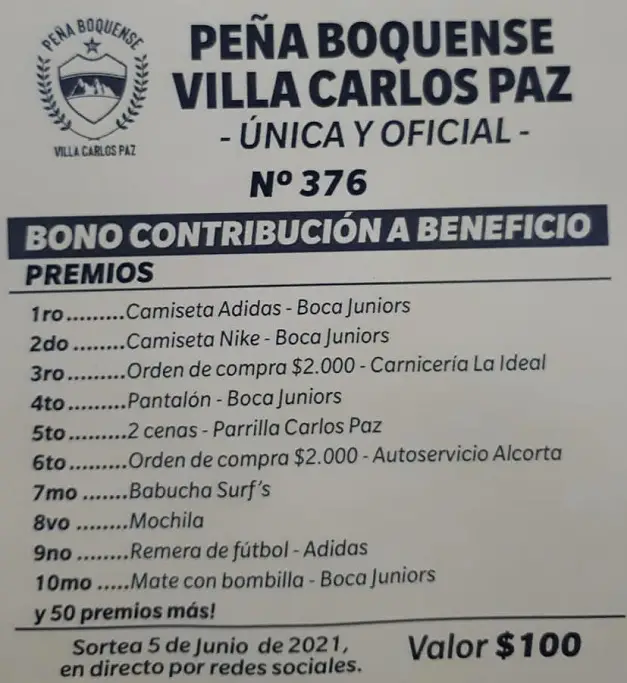 PEÑA BOQUENSE
VILLA CARLOS PAZ
PEÑA BOQUENSE
VILLA CARLOS PAZ
- ÚNICA Y OFICIAL -
Nº 376
BONO CONTRIBUCIÓN A BENEFICIO
PREMIOS
1ro.........Camiseta Adidas - Boca Juniors
2do ........Camiseta Nike - Boca Juniors
3ro.........Orden de compra $2.000 - Carnicería La Ideal
4to.........Pantalón - Boca Juniors
5to.........2 cenas - Parrilla Carlos Paz
6to.........Orden de compra $2.000 - Autoservicio Alcorta
7mo .......Babucha Surf's
8vo ........Mochila
9no ........Remera de fútbol - Adidas
10mo .....Mate con bombilla - Boca Juniors
y 50 premios más!
Sortea 5 de Junio de 2021,
en directo por redes sociales.
Valor $100